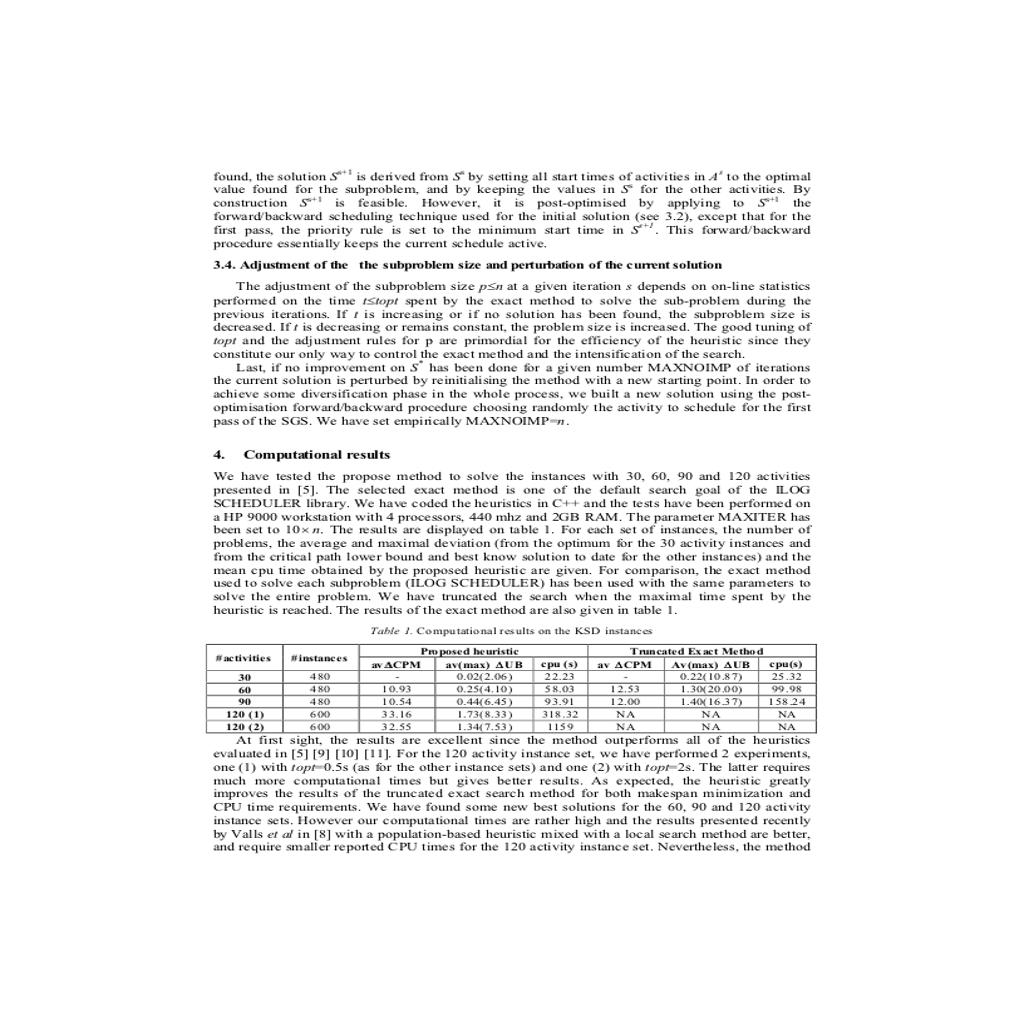 found, the solution S^{s+1} is derived from S^s by setting all start times of activities in A^s to the optimal
value found for the subproblem, and by keeping the values in S^s for the other activities. By
construction S^{s+1} is feasible. However, it is post-optimised by applying to S^{s+1} the
forward/backward scheduling technique used for the initial solution (see 3.2), except that for the
first pass, the priority rule is set to the minimum start time in S^{s+1}. This forward/backward
procedure essentially keeps the current schedule active.
3.4. Adjustment of the the subproblem size and perturbation of the current solution
The adjustment of the subproblem size p≤n at a given iteration s depends on on-line statistics
performed on the time t≤topt spent by the exact method to solve the sub-problem during the
previous iterations. If t is increasing or if no solution has been found, the subproblem size is
decreased. If t is decreasing or remains constant, the problem size is increased. The good tuning of
topt and the adjustment rules for p are primordial for the efficiency of the heuristic since they
constitute our only way to control the exact method and the intensification of the search.
Last, if no improvement on S^* has been done for a given number MAXNOIMP of iterations
the current solution is perturbed by reinitialising the method with a new starting point. In order to
achieve some diversification phase in the whole process, we built a new solution using the post-
optimisation forward/backward procedure choosing randomly the activity to schedule for the first
pass of the SGS. We have set empirically MAXNOIMP=n.
4. Computational results
We have tested the propose method to solve the instances with 30, 60, 90 and 120 activities
presented in [5]. The selected exact method is one of the default search goal of the ILOG
SCHEDULER library. We have coded the heuristics in C++ and the tests have been performed on
a HP 9000 workstation with 4 processors, 440 mhz and 2GB RAM. The parameter MAXITER has
been set to 10× n. The results are displayed on table 1. For each set of instances, the number of
problems, the average and maximal deviation (from the optimum for the 30 activity instances and
from the critical path lower bound and best know solution to date for the other instances) and the
mean cpu time obtained by the proposed heuristic are given. For comparison, the exact method
used to solve each subproblem (ILOG SCHEDULER) has been used with the same parameters to
solve the entire problem. We have truncated the search when the maximal time spent by the
heuristic is reached. The results of the exact method are also given in table 1.
Table 1. Computational results on the KSD instances
#activities #instances Proposed heuristic Truncated Exact Method
av ΔCPM av(max) ΔUB cpu (s) av ΔCPM Av(max) ΔUB cpu(s)
30 480 - 0.02(2.06) 22.23 - 0.22(10.87) 25.32
60 480 10.93 0.25(4.10) 58.03 12.53 1.30(20.00) 99.98
90 480 10.54 0.44(6.45) 93.91 12.00 1.40(16.37) 158.24
120 (1) 600 33.16 1.73(8.33) 318.32 NA NA NA
120 (2) 600 32.55 1.34(7.53) 1159 NA NA NA
At first sight, the results are excellent since the method outperforms all of the heuristics
evaluated in [5] [9] [10] [11]. For the 120 activity instance set, we have performed 2 experiments,
one (1) with topt=0.5s (as for the other instance sets) and one (2) with topt=2s. The latter requires
much more computational times but gives better results. As expected, the heuristic greatly
improves the results of the truncated exact search method for both makespan minimization and
CPU time requirements. We have found some new best solutions for the 60, 90 and 120 activity
instance sets. However our computational times are rather high and the results presented recently
by Valls et al in [8] with a population-based heuristic mixed with a local search method are better,
and require smaller reported CPU times for the 120 activity instance set. Nevertheless, the method